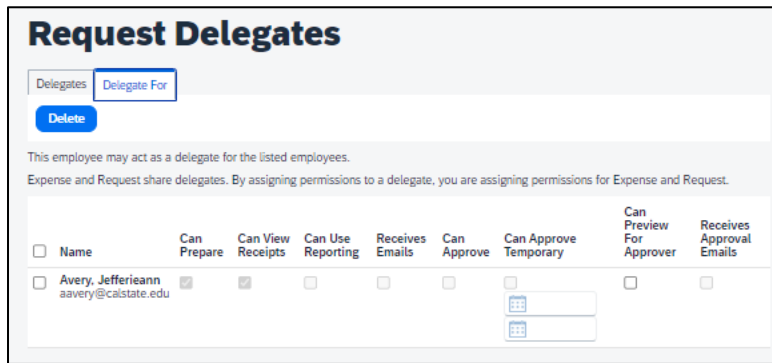 Request Delegates
Delegates Delegate For
Delete
This employee may act as a delegate for the listed employees.
Expense and Request share delegates. By assigning permissions to a delegate, you are assigning permissions for Expense and Request.
Name
Can Prepare
Can View Receipts
Can Use Reporting
Receives Emails
Can Approve
Can Approve Temporary
Can Preview For Approver
Receives Approval Emails
Avery, Jefferieann
aavery@calstate.edu